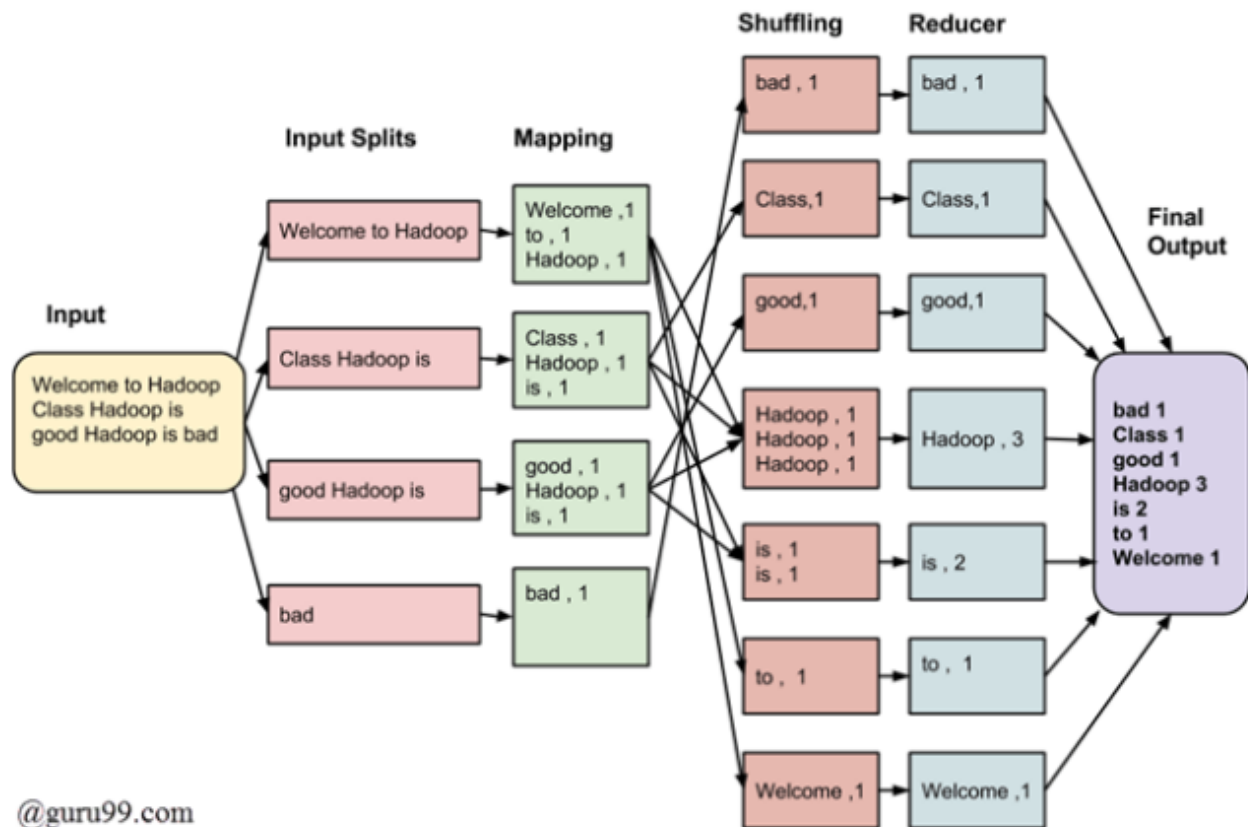 Shuffling
Reducer
bad , 1
bad , 1
Input Splits
Mapping
Class,1
Class,1
Welcome to Hadoop
Welcome ,1
to , 1
Hadoop , 1
Final
Output
good,1
good,1
Input
Class Hadoop is
Class , 1
Hadoop , 1
is , 1
Welcome to Hadoop
Class Hadoop is
good Hadoop is bad
Hadoop , 1
Hadoop , 1
Hadoop , 1
Hadoop , 3
bad 1
Class 1
good 1
Hadoop 3
is 2
to 1
Welcome 1
good Hadoop is
good , 1
Hadoop , 1
is , 1
is , 1
is , 1
is , 2
bad
bad , 1
to , 1
to , 1
Welcome ,1
Welcome ,1
@guru99.com